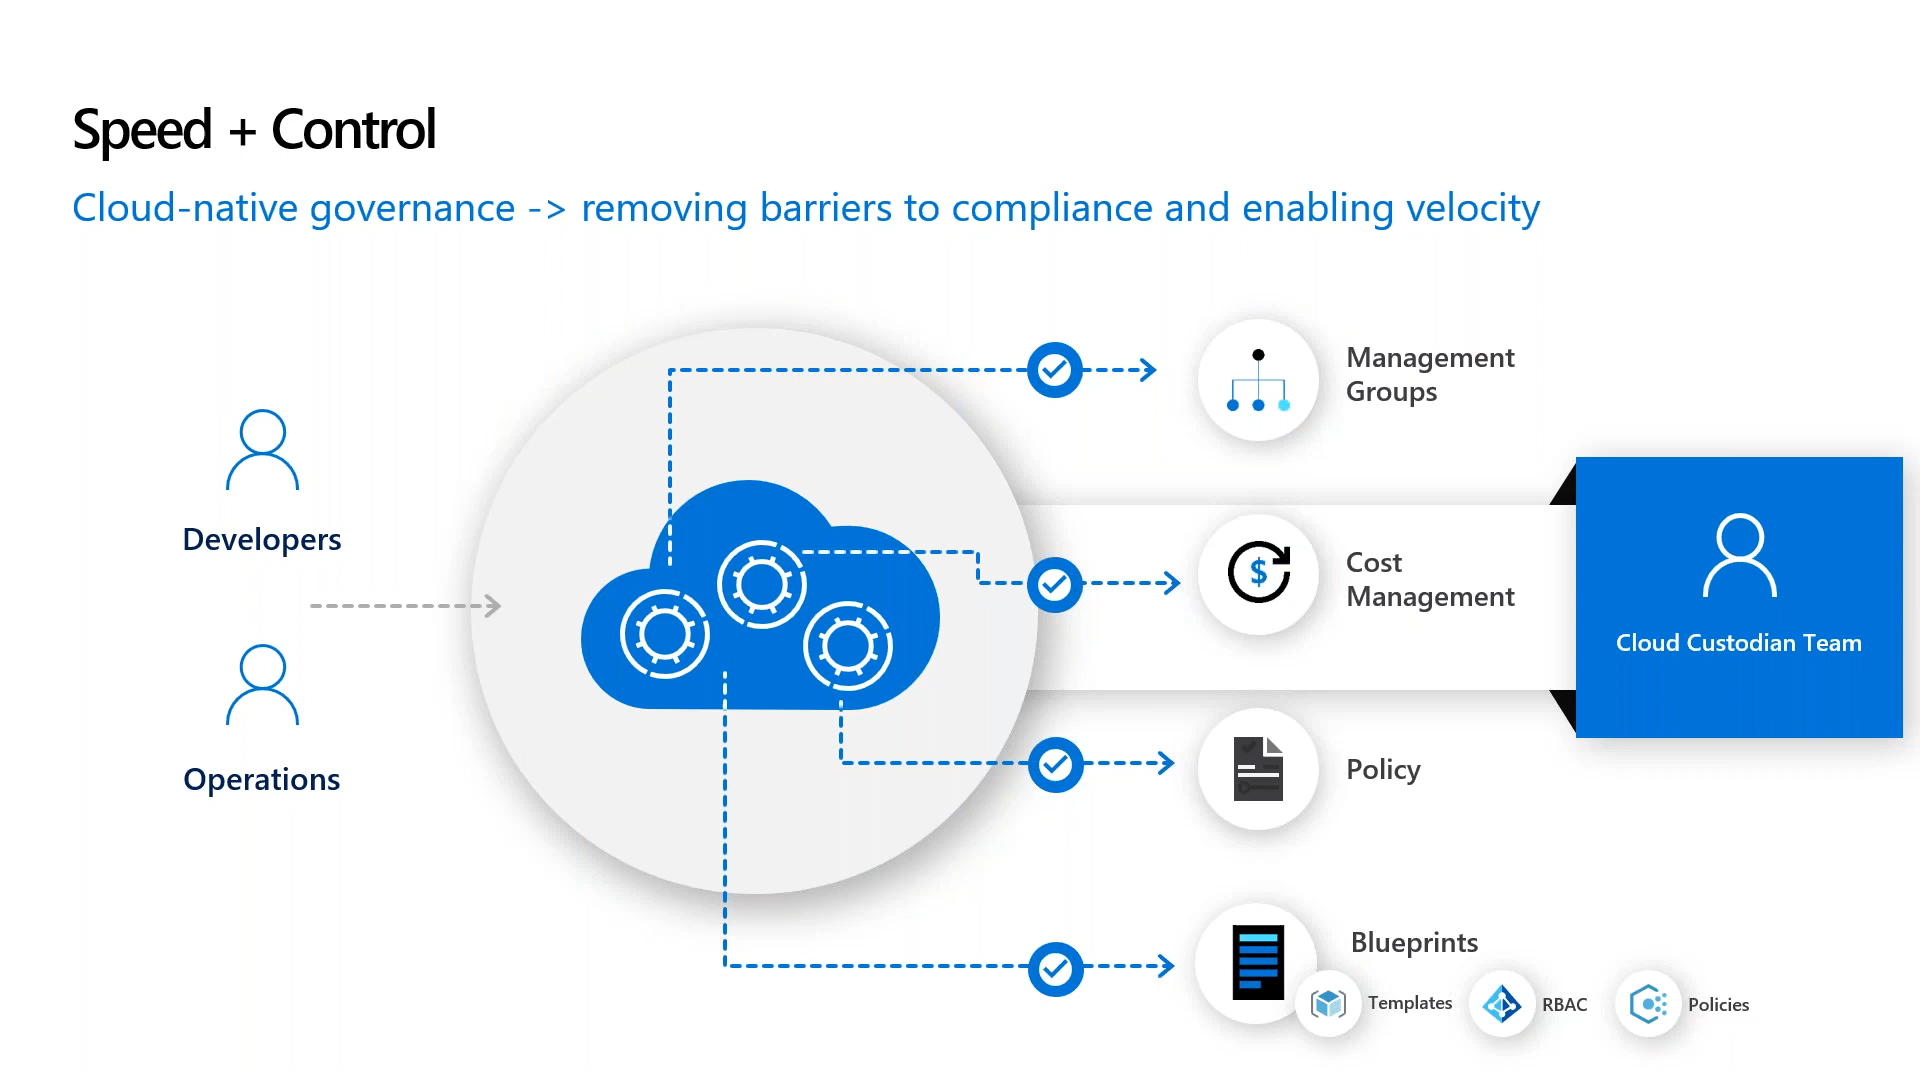 Speed + Control
Cloud-native governance -> removing barriers to compliance and enabling velocity
Developers
Operations
Management
Groups
$
Cost
Management
Policy
Blueprints
Templates
RBAC
Policies
Cloud Custodian Team